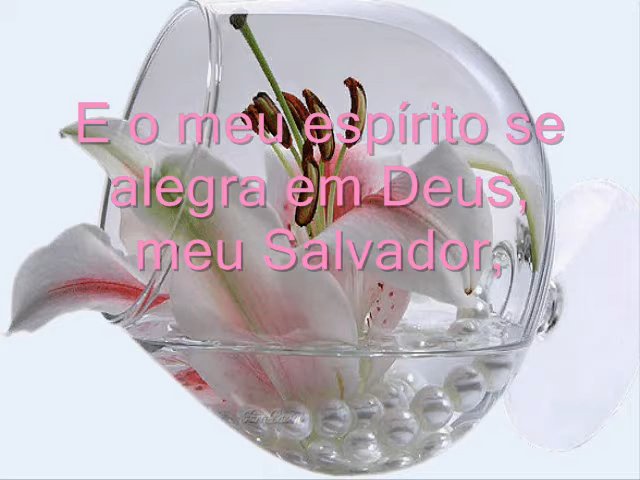 E o meu espírito se
alegra em Deus,
meu Salvador,